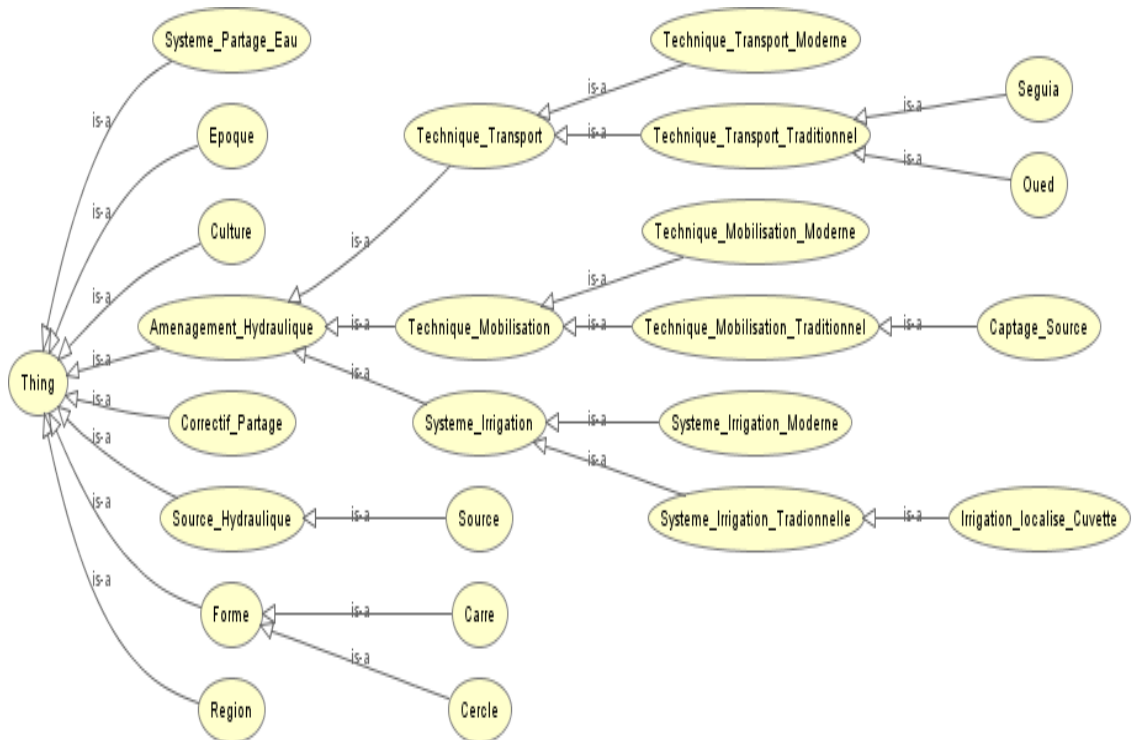 Systeme_Partage_Eau
Technique_Transport_Moderne
is-a
Seguia
is-a
is-a
Epoque
Technique_Transport
is-a
Technique_Transport_Traditionnel
is-a
Oued
is-a
Culture
is-a
Technique_Mobilisation_Moderne
is-a
is-a
Amenagement_Hydraulique
is-a
Technique_Mobilisation
is-a
Technique_Mobilisation_Traditionnel
is-a
Captage_Source
is-a
Thing
is-a
is-a
Correctif_Partage
Systeme_Irrigation
is-a
Systeme_Irrigation_Moderne
is-a
is-a
Source_Hydraulique
is-a
Source
Systeme_Irrigation_Tradionnelle
is-a
Irrigation_localise_Cuvette
is-a
is-a
Forme
is-a
Carre
is-a
Region
Cercle